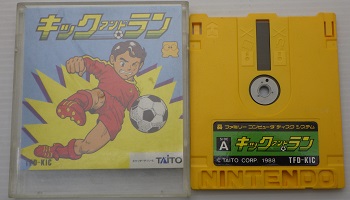 キック アンド ラン
TFD-KIC
TAITO
ファミリー コンピュータ ディスク システム
SIDE
A
キック アンド ラン
© TAITO CORP. 1988 TFD-KIC
NINTENDO